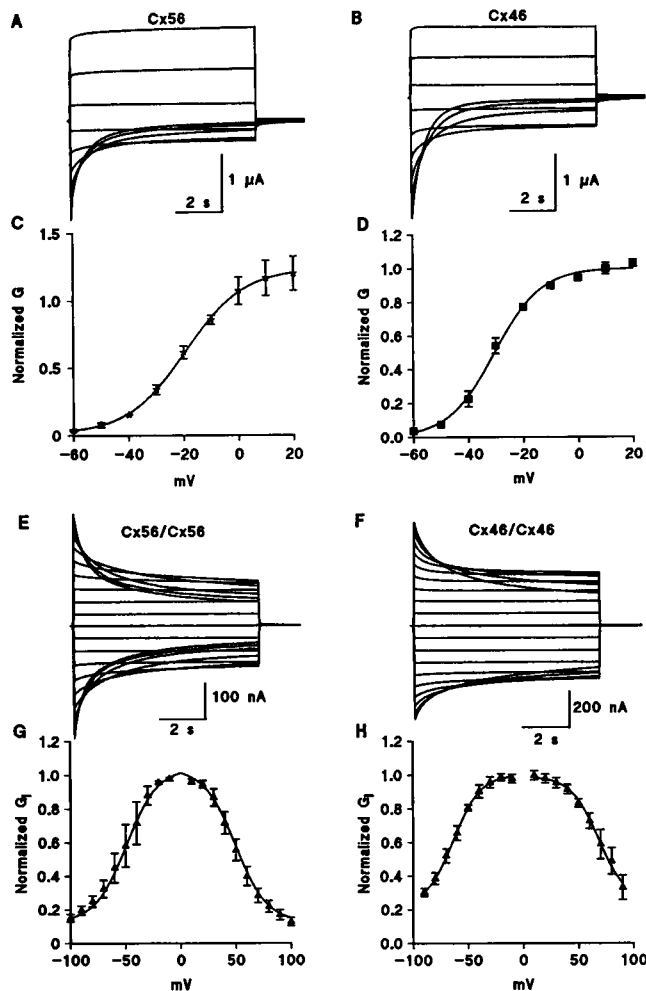 A
Cx56
B
Cx46
1 µA
2 s
1 µA
2 s
C
Normalized G
1.5
1.0
0.5
0
−60 −40 −20 0 20
mV
D
Normalized G
1.2
1.0
0.8
0.6
0.4
0.2
0.0
−60 −40 −20 0 20
mV
E
Cx56/Cx56
F
Cx46/Cx46
100 nA
2 s
200 nA
2 s
G
Normalized Gj
1.2
1.0
0.8
0.6
0.4
0.2
0.0
−100 −50 0 50 100
mV
H
Normalized Gj
1.2
1.0
0.8
0.6
0.4
0.2
0.0
−100 −50 0 50 100
mV